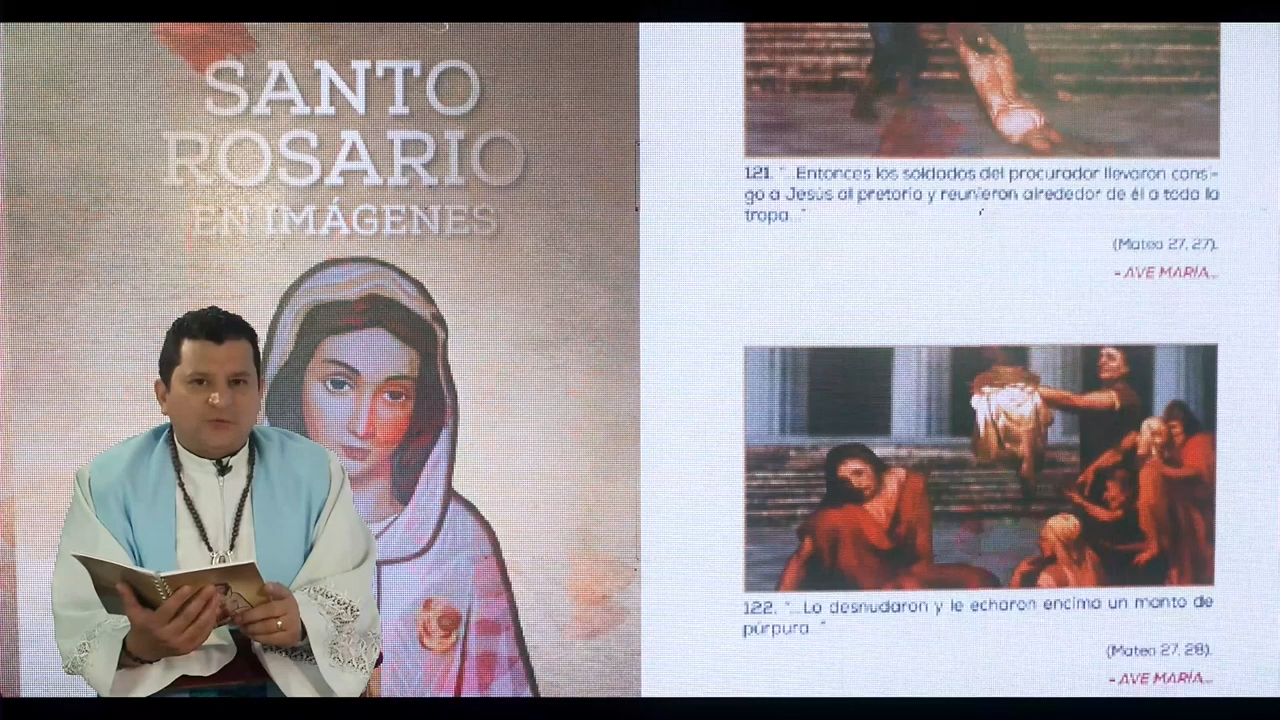 SANTO
ROSARIO
EN IMÁGENES
121. "...Entonces los soldados del procurador llevaron consi-
go a Jesús al pretorio y reunieron alrededor de él a toda la
tropa..."
(Mateo 27, 27).
- AVE MARÍA...
122. "...Lo desnudaron y le echaron encima un manto de
púrpura..."
(Mateo 27, 28).
- AVE MARÍA...